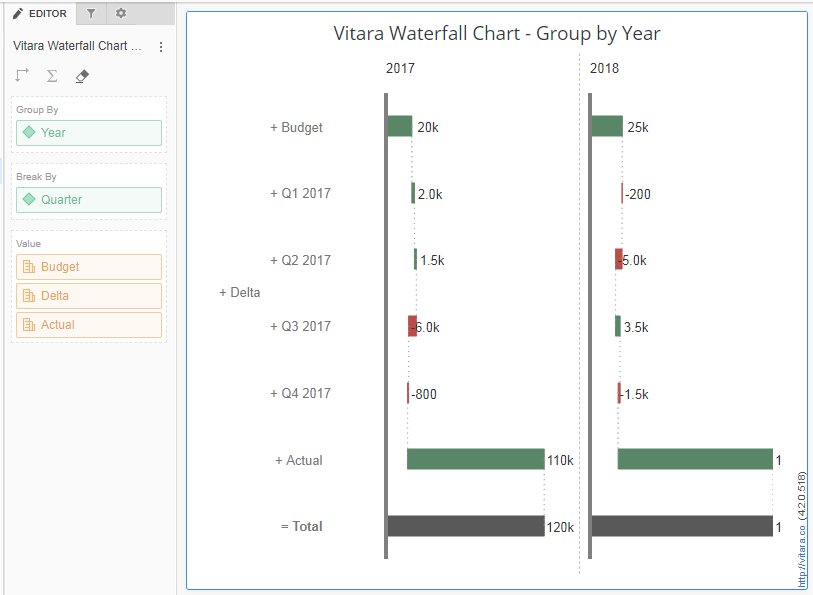 EDITOR
Vitara Waterfall Chart ...
Group By
Year
Break By
Quarter
Value
Budget
Delta
Actual
Vitara Waterfall Chart - Group by Year
2017 2018
+ Budget 20k 25k
+ Q1 2017 2.0k -200
+ Q2 2017 1.5k -5.0k
+ Delta
+ Q3 2017 -6.0k 3.5k
+ Q4 2017 -800 -1.5k
+ Actual 110k 1
= Total 120k 1
http://vitara.co (4.2.0.518)